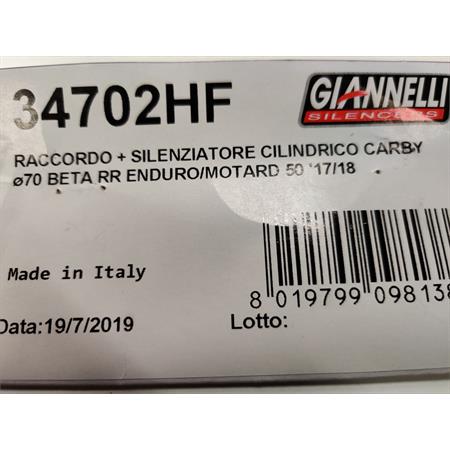 34702HF
GIANNELLI
SILENCERS
RACCORDO + SILENZIATORE CILINDRICO CARBY
ø70 BETA RR ENDURO/MOTARD 50 '17/18
Made in Italy
8 019799 098138
Data:19/7/2019
Lotto: